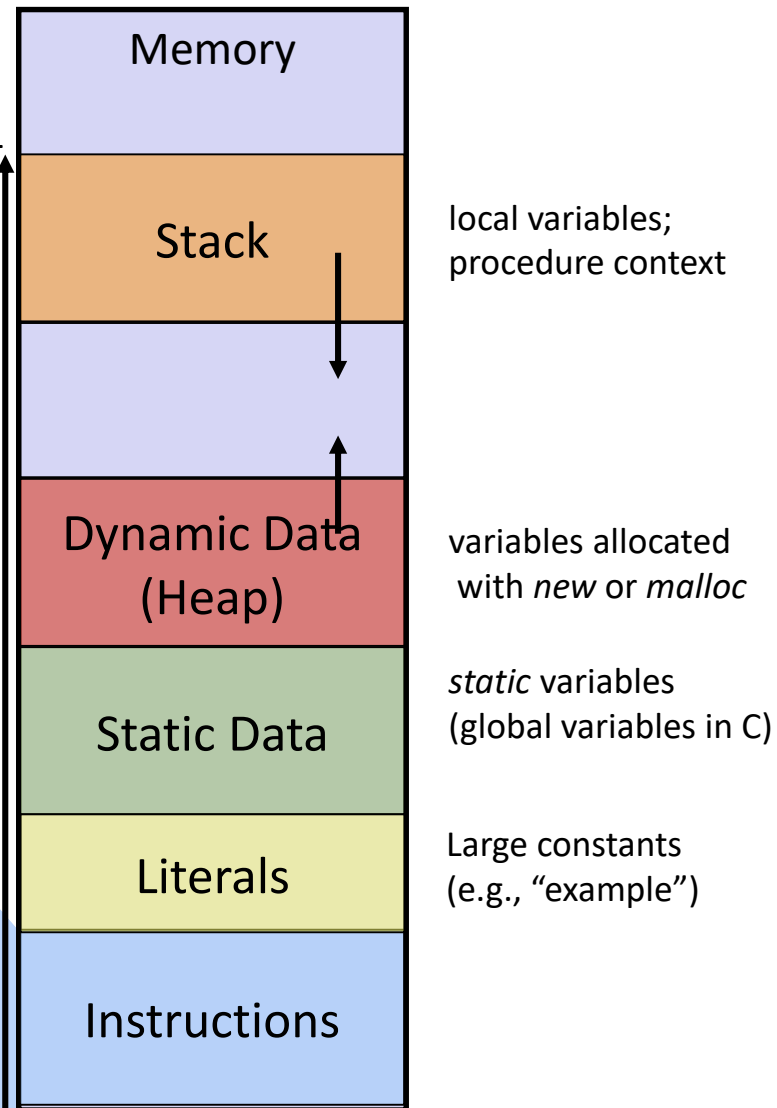 Memory
Stack
local variables;
procedure context
Dynamic Data
(Heap)
variables allocated
with new or malloc
Static Data
static variables
(global variables in C)
Literals
Large constants
(e.g., “example”)
Instructions